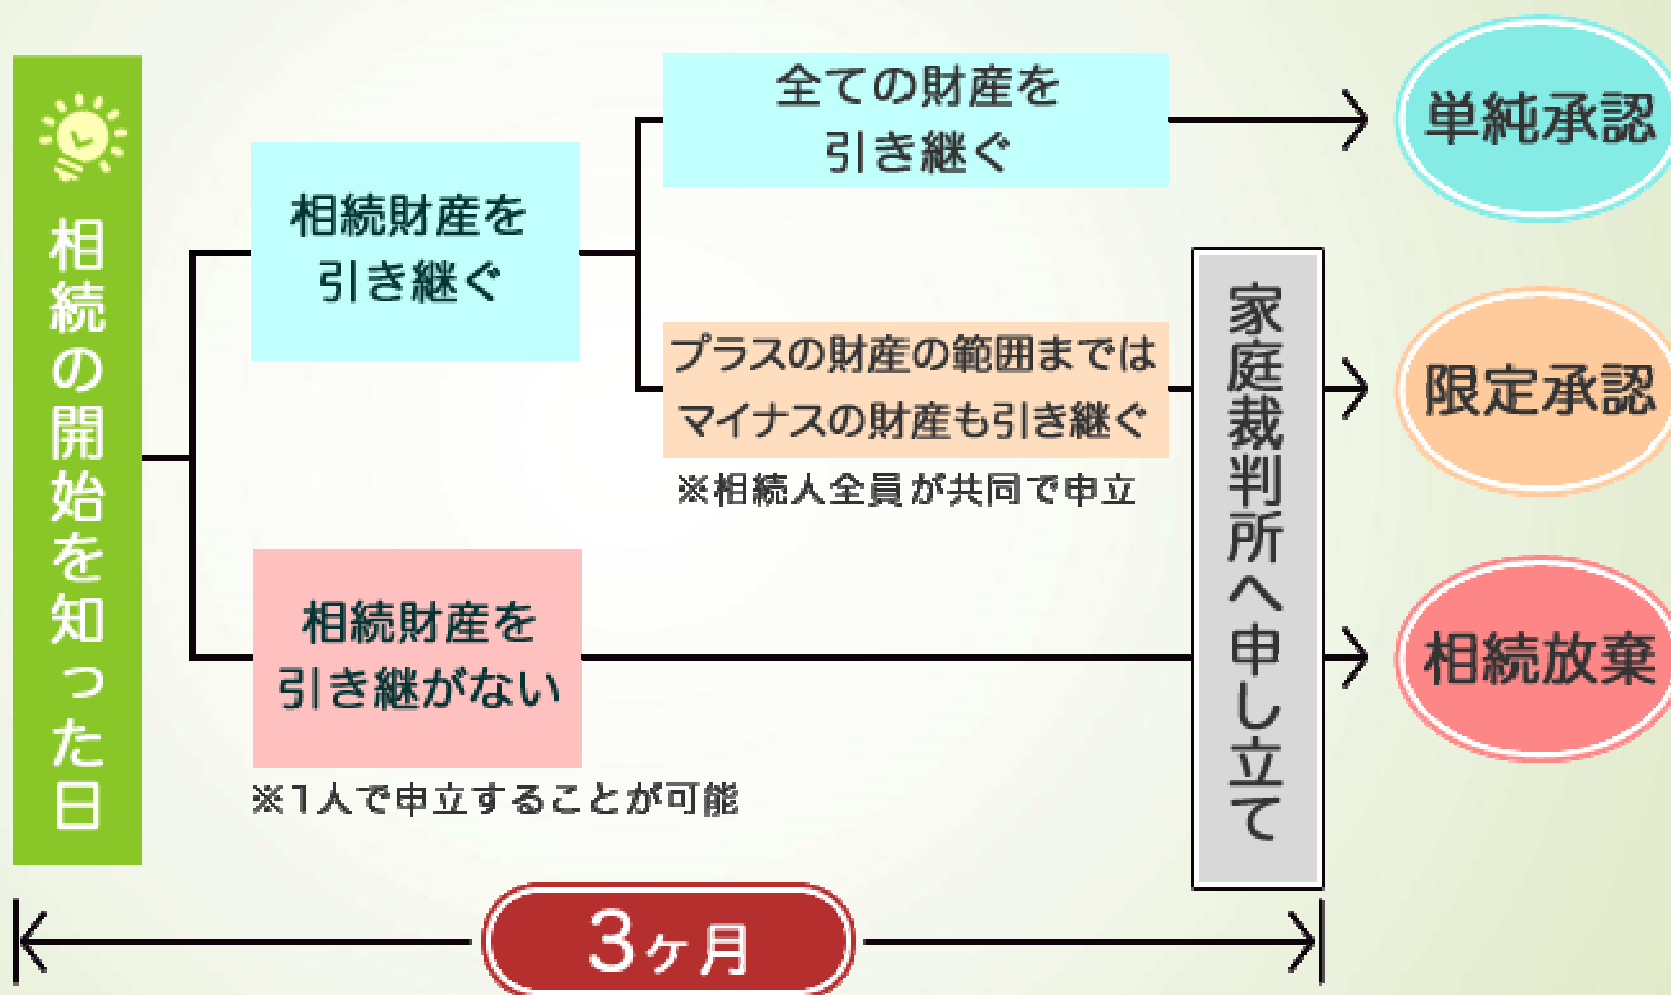 相続の開始を知った日
相続財産を
引き継ぐ
全ての財産を
引き継ぐ
単純承認
プラスの財産の範囲までは
マイナスの財産も引き継ぐ
※相続人全員が共同で申立
家庭裁判所へ申し立て
限定承認
相続財産を
引き継がない
※1人で申立することが可能
相続放棄
3ヶ月